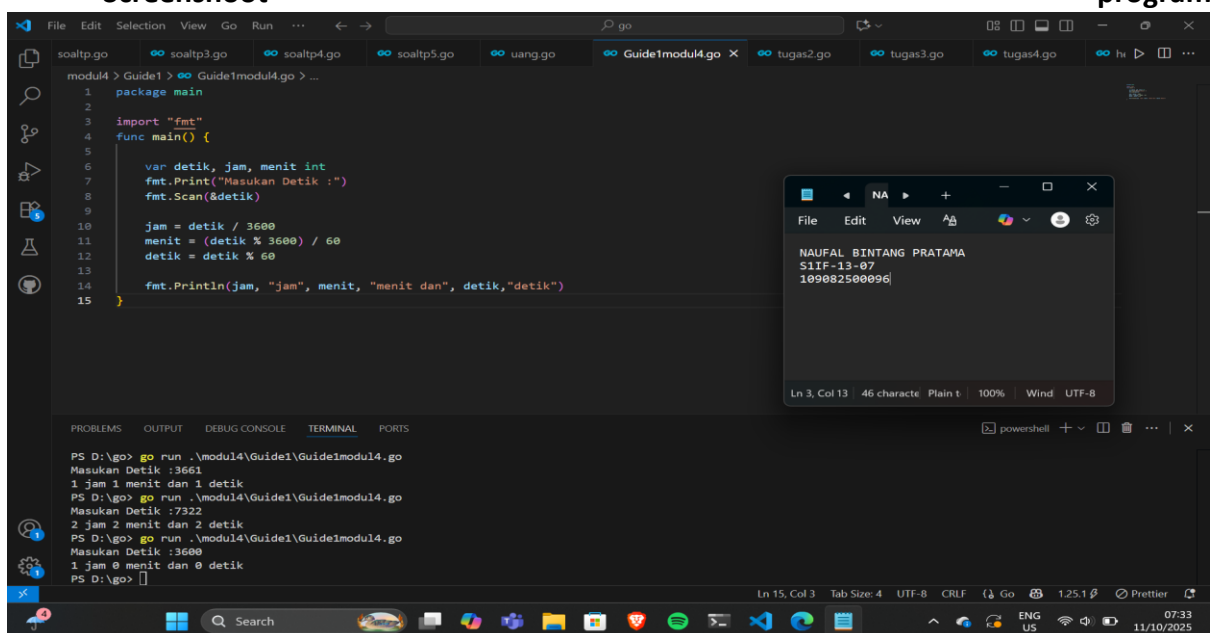 Screenshoot program
File Edit Selection View Go Run ... go
soaltp.go soaltp3.go soaltp4.go soaltp5.go uang.go Guide1modul4.go tugas2.go tugas3.go tugas4.go
modul4 > Guide1 > Guide1modul4.go > ...
1 package main
2
3 import "fmt"
4 func main() {
5
6 var detik, jam, menit int
7 fmt.Print("Masukan Detik :")
8 fmt.Scan(&detik)
9
10 jam = detik / 3600
11 menit = (detik % 3600) / 60
12 detik = detik % 60
13
14 fmt.Println(jam, "jam", menit, "menit dan", detik,"detik")
15 }
NA
File Edit View
NAUFAL BINTANG PRATAMA
S1IF-13-07
109082500096
Ln 3, Col 13 46 characte Plain t 100% Wind UTF-8
PROBLEMS OUTPUT DEBUG CONSOLE TERMINAL PORTS powershell
PS D:\go> go run .\modul4\Guide1\Guide1modul4.go
Masukan Detik :3661
1 jam 1 menit dan 1 detik
PS D:\go> go run .\modul4\Guide1\Guide1modul4.go
Masukan Detik :7322
2 jam 2 menit dan 2 detik
PS D:\go> go run .\modul4\Guide1\Guide1modul4.go
Masukan Detik :3600
1 jam 0 menit dan 0 detik
PS D:\go>
Ln 15, Col 3 Tab Size: 4 UTF-8 CRLF Go 1.25.1 Prettier
4 Search ENG 07:33
US 11/10/2025